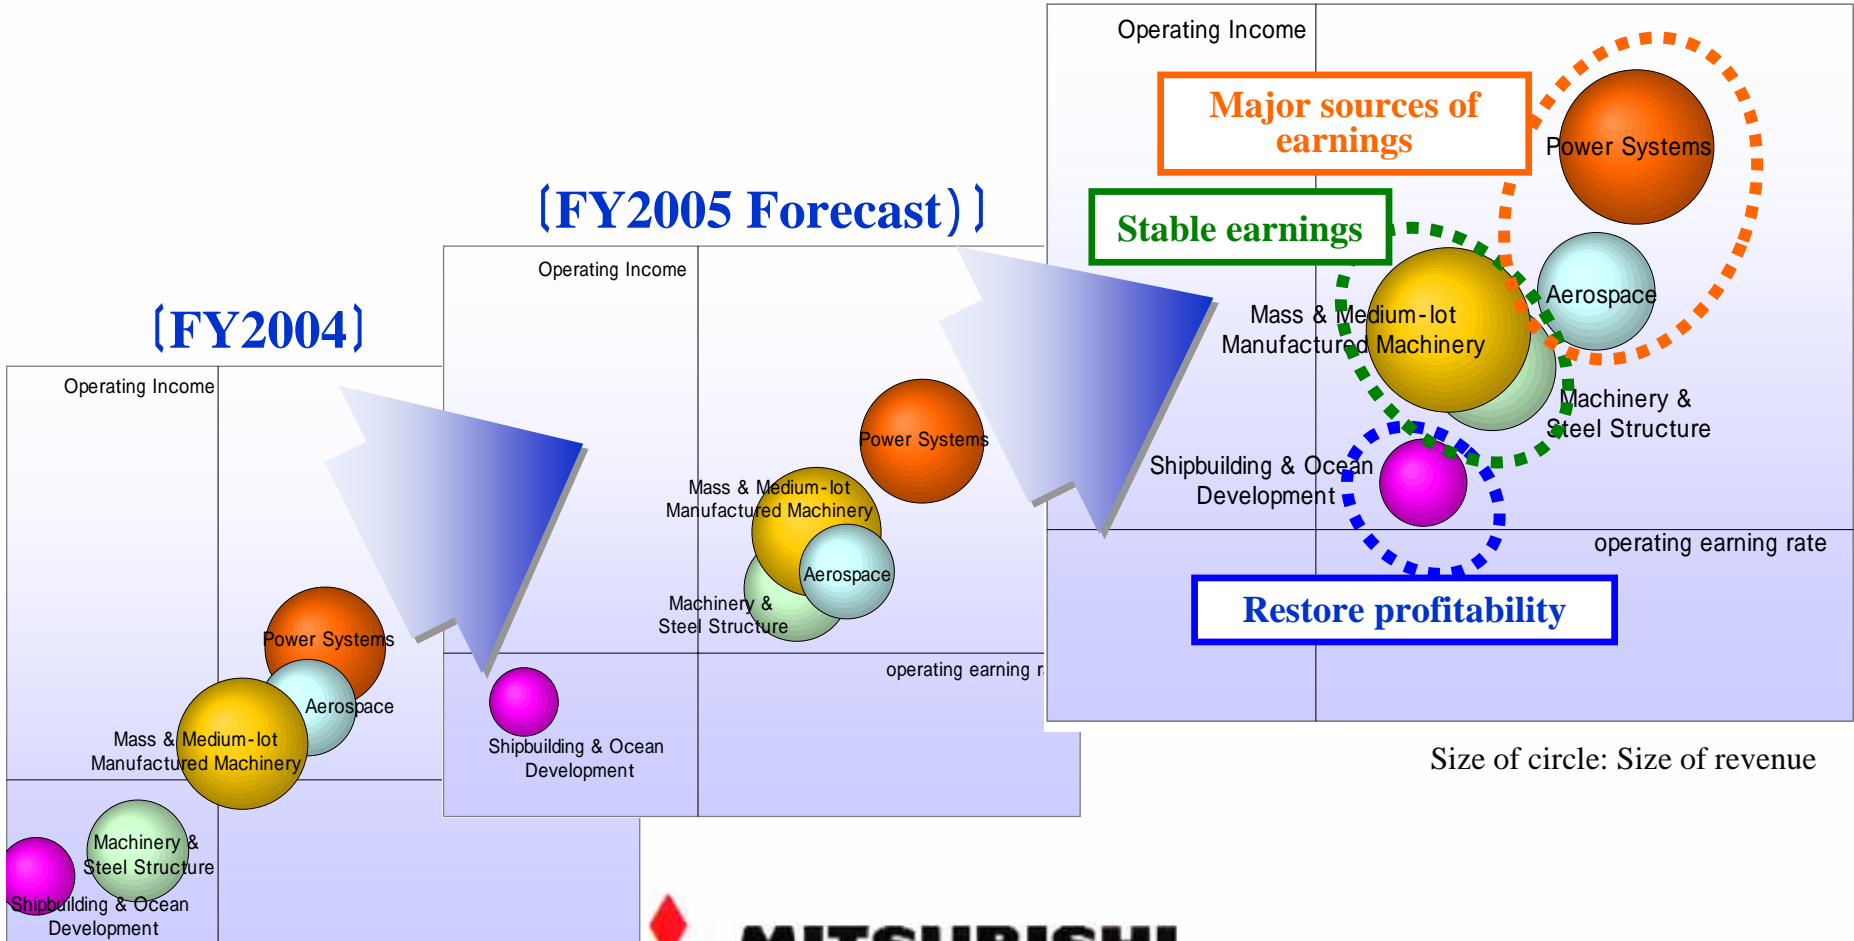 〔FY2004〕
Operating Income
Power Systems
Aerospace
Mass & Medium-lot
Manufactured Machinery
Machinery &
Steel Structure
Shipbuilding & Ocean
Development
〔FY2005 Forecast)〕
Operating Income
Power Systems
Mass & Medium-lot
Manufactured Machinery
Aerospace
Machinery &
Steel Structure
operating earning r
Shipbuilding & Ocean
Development
Operating Income
Major sources of
earnings
Power Systems
Stable earnings
Aerospace
Mass & Medium-lot
Manufactured Machinery
Machinery &
Steel Structure
Shipbuilding & Ocean
Development
operating earning rate
Restore profitability
Size of circle: Size of revenue
MITSUBISHI